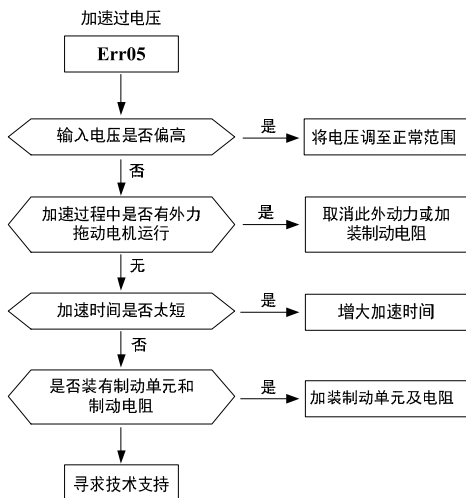 加速过电压
Err05
输入电压是否偏高
是
将电压调至正常范围
否
加速过程中是否有外力
拖动电机运行
是
取消此外动力或加
装制动电阻
无
加速时间是否太短
是
增大加速时间
否
是否装有制动单元和
制动电阻
是
加装制动单元及电阻
寻求技术支持